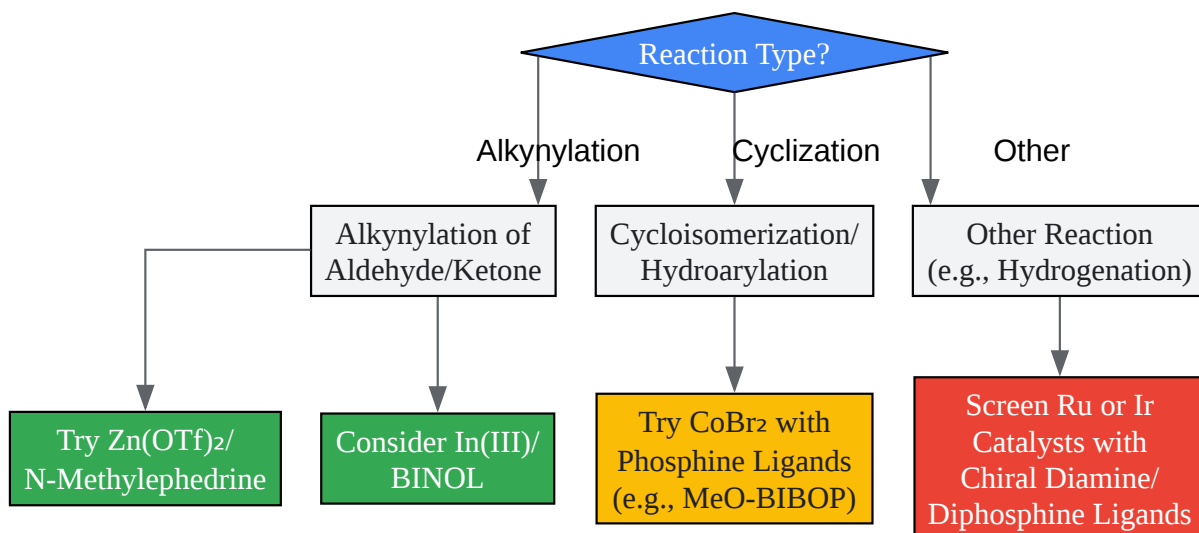 Reaction Type?
Alkynylation
Cyclization
Other
Alkynylation of
Aldehyde/Ketone
Cycloisomerization/
Hydroarylation
Other Reaction
(e.g., Hydrogenation)
Try Zn(OTf)₂/
N-Methylephedrine
Consider In(III)/
BINOL
Try CoBr₂ with
Phosphine Ligands
(e.g., MeO-BIBOP)
Screen Ru or Ir
Catalysts with
Chiral Diamine/
Diphosphine Ligands